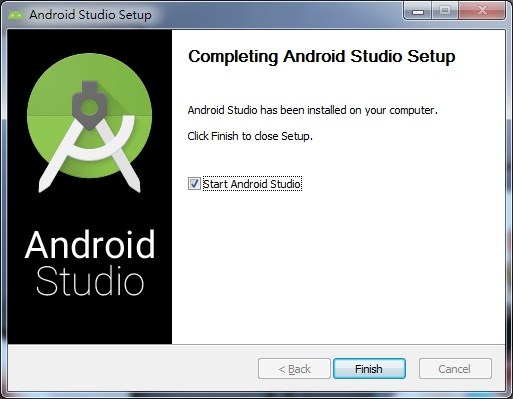 Android Studio Setup
Completing Android Studio Setup
Android Studio has been installed on your computer.
Click Finish to close Setup.
Start Android Studio
Android
Studio
< Back
Finish
Cancel